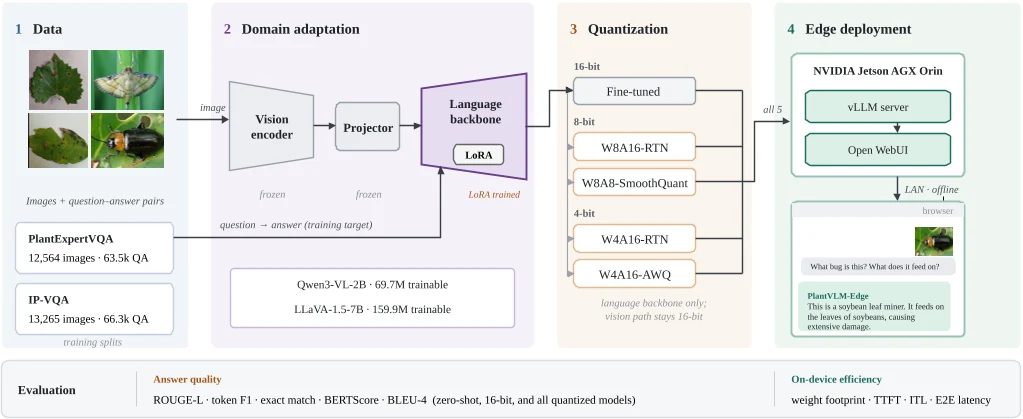 1 Data
Images + question–answer pairs
PlantExpertVQA
12,564 images · 63.5k QA
IP-VQA
13,265 images · 66.3k QA
training splits
2 Domain adaptation
image
Vision
encoder
Projector
Language
backbone
LoRA
frozen
frozen
LoRA trained
question → answer (training target)
Qwen3-VL-2B · 69.7M trainable
LLaVA-1.5-7B · 159.9M trainable
3 Quantization
16-bit
Fine-tuned
8-bit
W8A16-RTN
W8A8-SmoothQuant
4-bit
W4A16-RTN
W4A16-AWQ
language backbone only;
vision path stays 16-bit
all 5
4 Edge deployment
NVIDIA Jetson AGX Orin
vLLM server
Open WebUI
LAN · offline
browser
What bug is this? What does it feed on?
PlantVLM-Edge
This is a soybean leaf miner. It feeds on
the leaves of soybeans, causing
extensive damage.
Evaluation
Answer quality
ROUGE-L · token F1 · exact match · BERTScore · BLEU-4 (zero-shot, 16-bit, and all quantized models)
On-device efficiency
weight footprint · TTFT · ITL · E2E latency